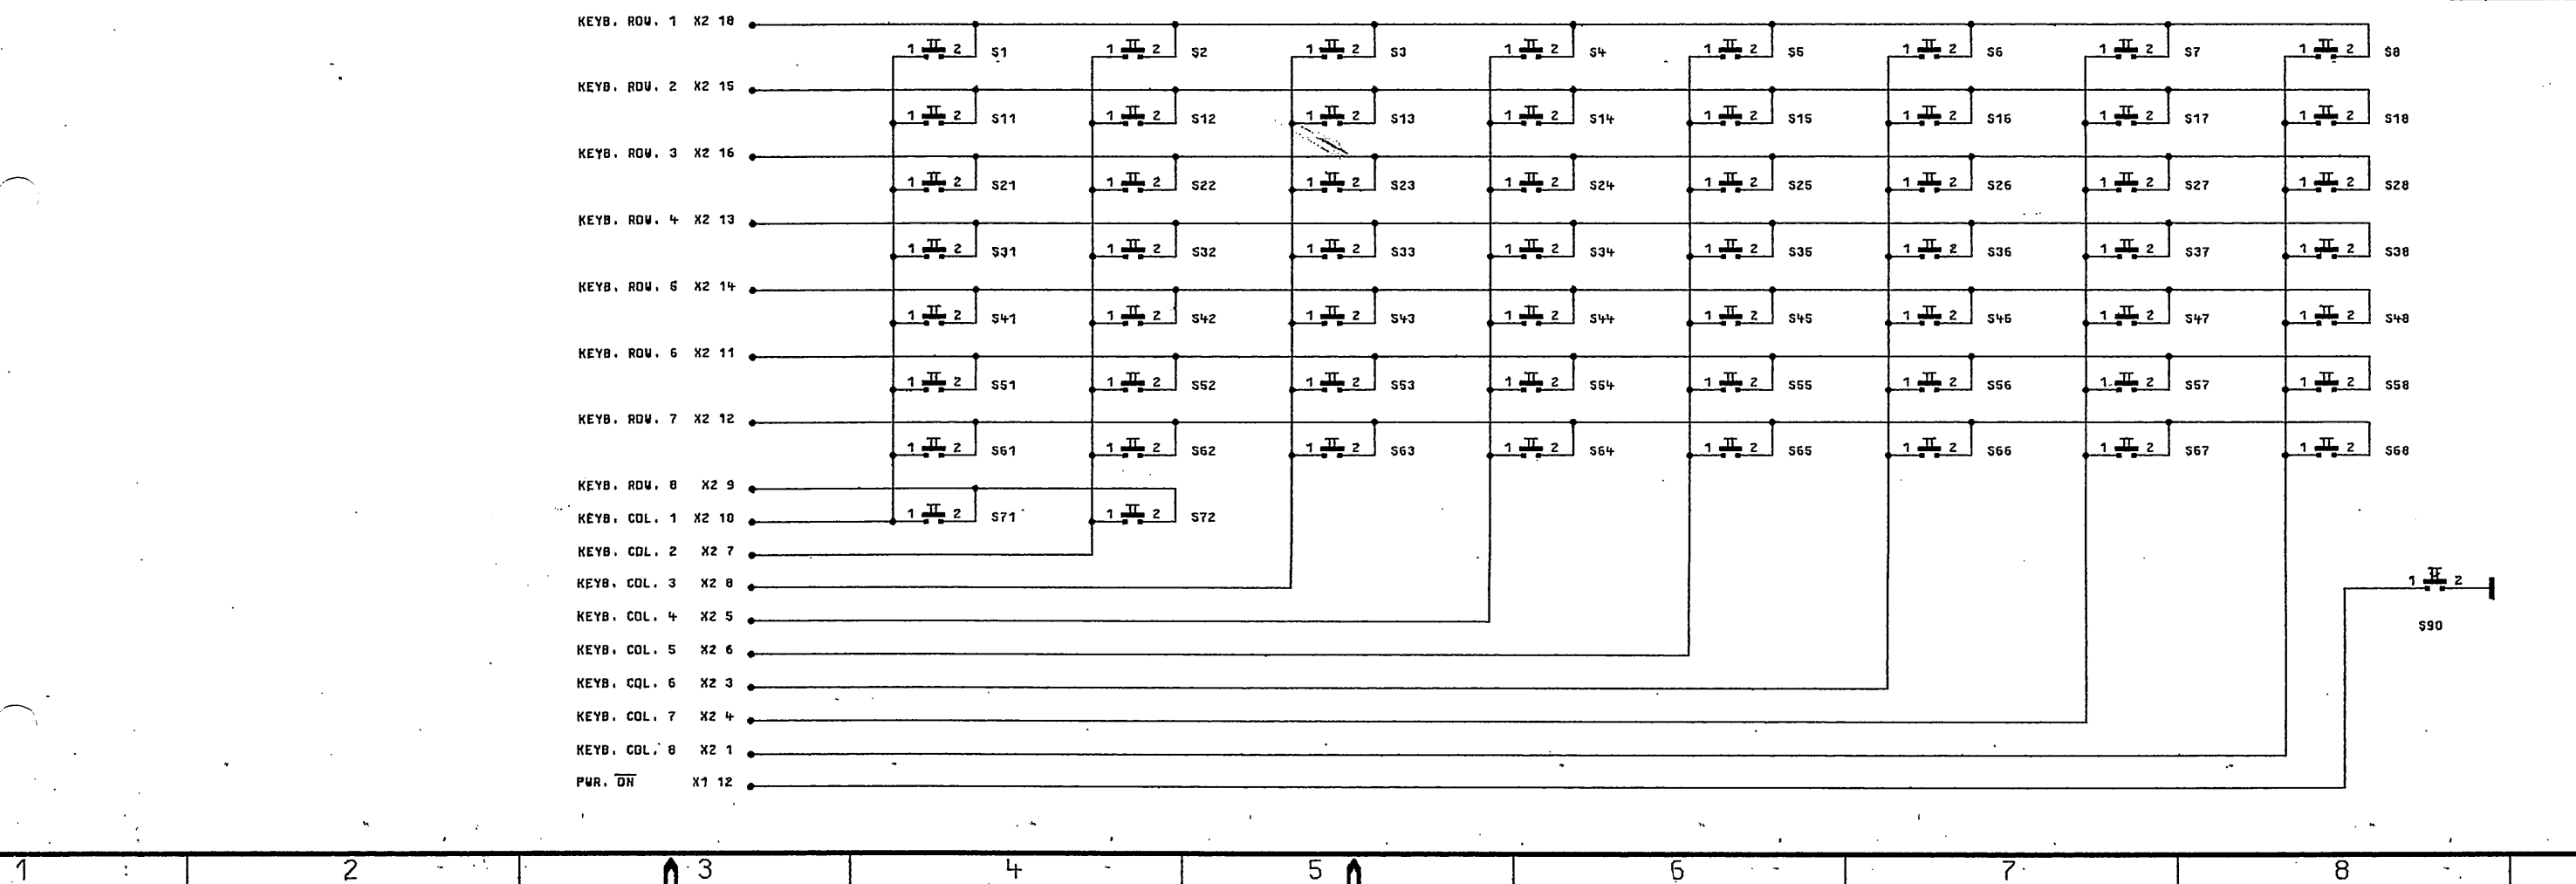 KEYB. ROW. 1 X2 18
1 2 S1 1 2 S2 1 2 S3 1 2 S4 1 2 S5 1 2 S6 1 2 S7 1 2 S8
KEYB. ROW. 2 X2 15
1 2 S11 1 2 S12 1 2 S13 1 2 S14 1 2 S15 1 2 S16 1 2 S17 1 2 S18
KEYB. ROW. 3 X2 16
1 2 S21 1 2 S22 1 2 S23 1 2 S24 1 2 S25 1 2 S26 1 2 S27 1 2 S28
KEYB. ROW. 4 X2 13
1 2 S31 1 2 S32 1 2 S33 1 2 S34 1 2 S35 1 2 S36 1 2 S37 1 2 S38
KEYB. ROW. 5 X2 14
1 2 S41 1 2 S42 1 2 S43 1 2 S44 1 2 S45 1 2 S46 1 2 S47 1 2 S48
KEYB. ROW. 6 X2 11
1 2 S51 1 2 S52 1 2 S53 1 2 S54 1 2 S55 1 2 S56 1 2 S57 1 2 S58
KEYB. ROW. 7 X2 12
1 2 S61 1 2 S62 1 2 S63 1 2 S64 1 2 S65 1 2 S66 1 2 S67 1 2 S68
KEYB. ROW. 8 X2 9
KEYB. COL. 1 X2 10 1 2 S71 1 2 S72
KEYB. COL. 2 X2 7
KEYB. COL. 3 X2 8 1 2
KEYB. COL. 4 X2 5
S90
KEYB. COL. 5 X2 6
KEYB. COL. 6 X2 3
KEYB. COL. 7 X2 4
KEYB. COL. 8 X2 1
PWR. ON X1 12
1 2 3 4 5 6 7 8